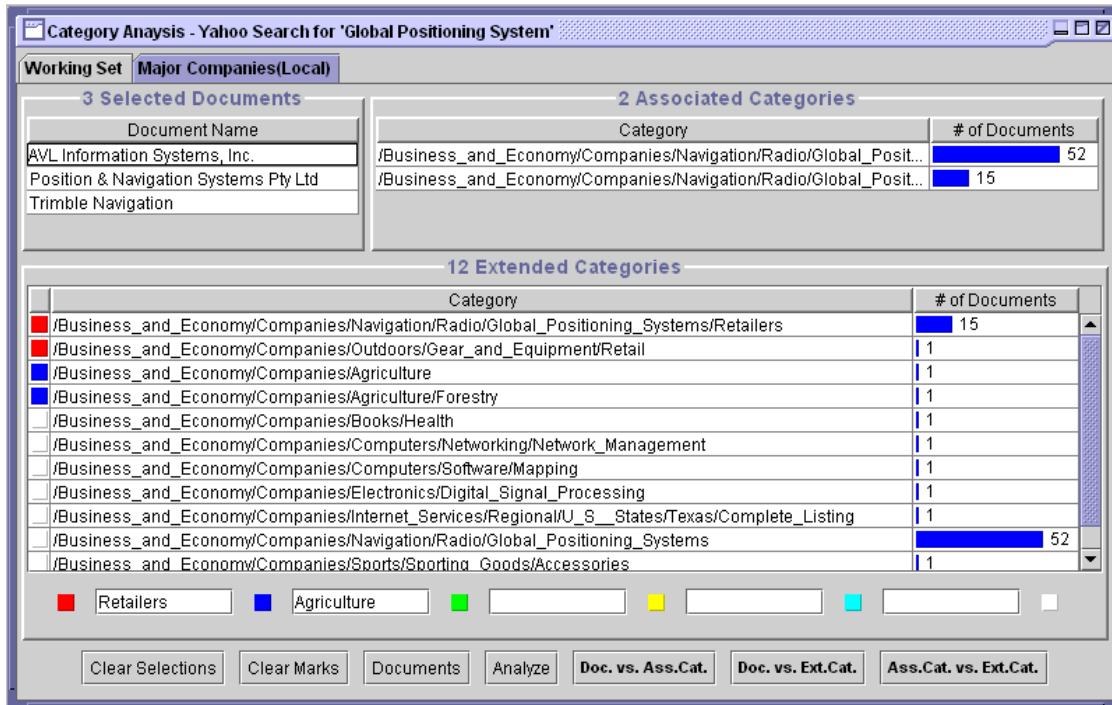 Category Anaysis - Yahoo Search for 'Global Positioning System'
Working Set Major Companies(Local)
3 Selected Documents
Document Name
AVL Information Systems, Inc.
Position & Navigation Systems Pty Ltd
Trimble Navigation
2 Associated Categories
Category # of Documents
/Business_and_Economy/Companies/Navigation/Radio/Global_Posit... 52
/Business_and_Economy/Companies/Navigation/Radio/Global_Posit... 15
12 Extended Categories
Category # of Documents
/Business_and_Economy/Companies/Navigation/Radio/Global_Positioning_Systems/Retailers 15
/Business_and_Economy/Companies/Outdoors/Gear_and_Equipment/Retail 1
/Business_and_Economy/Companies/Agriculture 1
/Business_and_Economy/Companies/Agriculture/Forestry 1
/Business_and_Economy/Companies/Books/Health 1
/Business_and_Economy/Companies/Computers/Networking/Network_Management 1
/Business_and_Economy/Companies/Computers/Software/Mapping 1
/Business_and_Economy/Companies/Electronics/Digital_Signal_Processing 1
/Business_and_Economy/Companies/Internet_Services/Regional/U_S__States/Texas/Complete_Listing 1
/Business_and_Economy/Companies/Navigation/Radio/Global_Positioning_Systems 52
/Business_and_Economy/Companies/Sports/Sporting_Goods/Accessories 1
Retailers Agriculture
Clear Selections Clear Marks Documents Analyze Doc. vs. Ass.Cat. Doc. vs. Ext.Cat. Ass.Cat. vs. Ext.Cat.